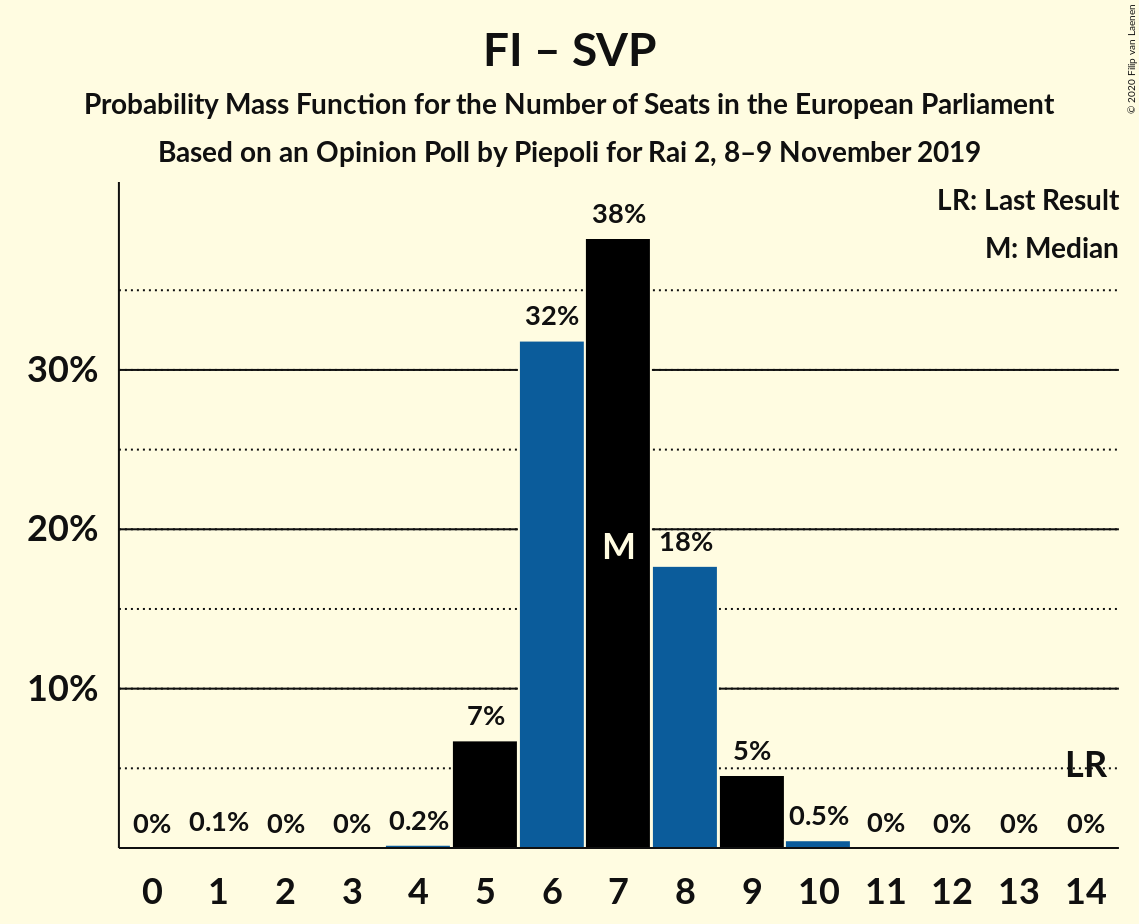 FI – SVP
Probability Mass Function for the Number of Seats in the European Parliament
Based on an Opinion Poll by Piepoli for Rai 2, 8–9 November 2019
© 2020 Filip van Laenen
LR: Last Result
M: Median
38%
32%
30%
20%
M
18%
10%
7%
5%
LR
0% 0.1% 0% 0% 0.2% 0.5% 0% 0% 0% 0%
0 1 2 3 4 5 6 7 8 9 10 11 12 13 14